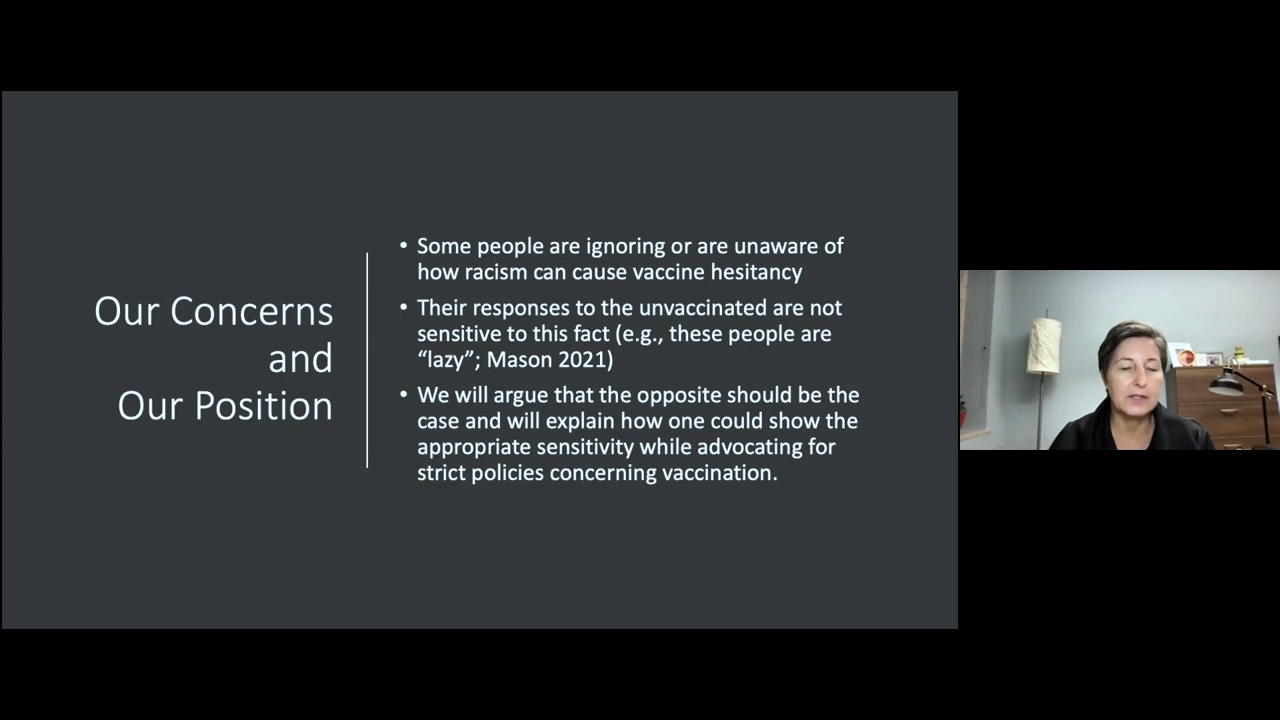 Our Concerns
and
Our Position
• Some people are ignoring or are unaware of
how racism can cause vaccine hesitancy
• Their responses to the unvaccinated are not
sensitive to this fact (e.g., these people are
“lazy”; Mason 2021)
• We will argue that the opposite should be the
case and will explain how one could show the
appropriate sensitivity while advocating for
strict policies concerning vaccination.